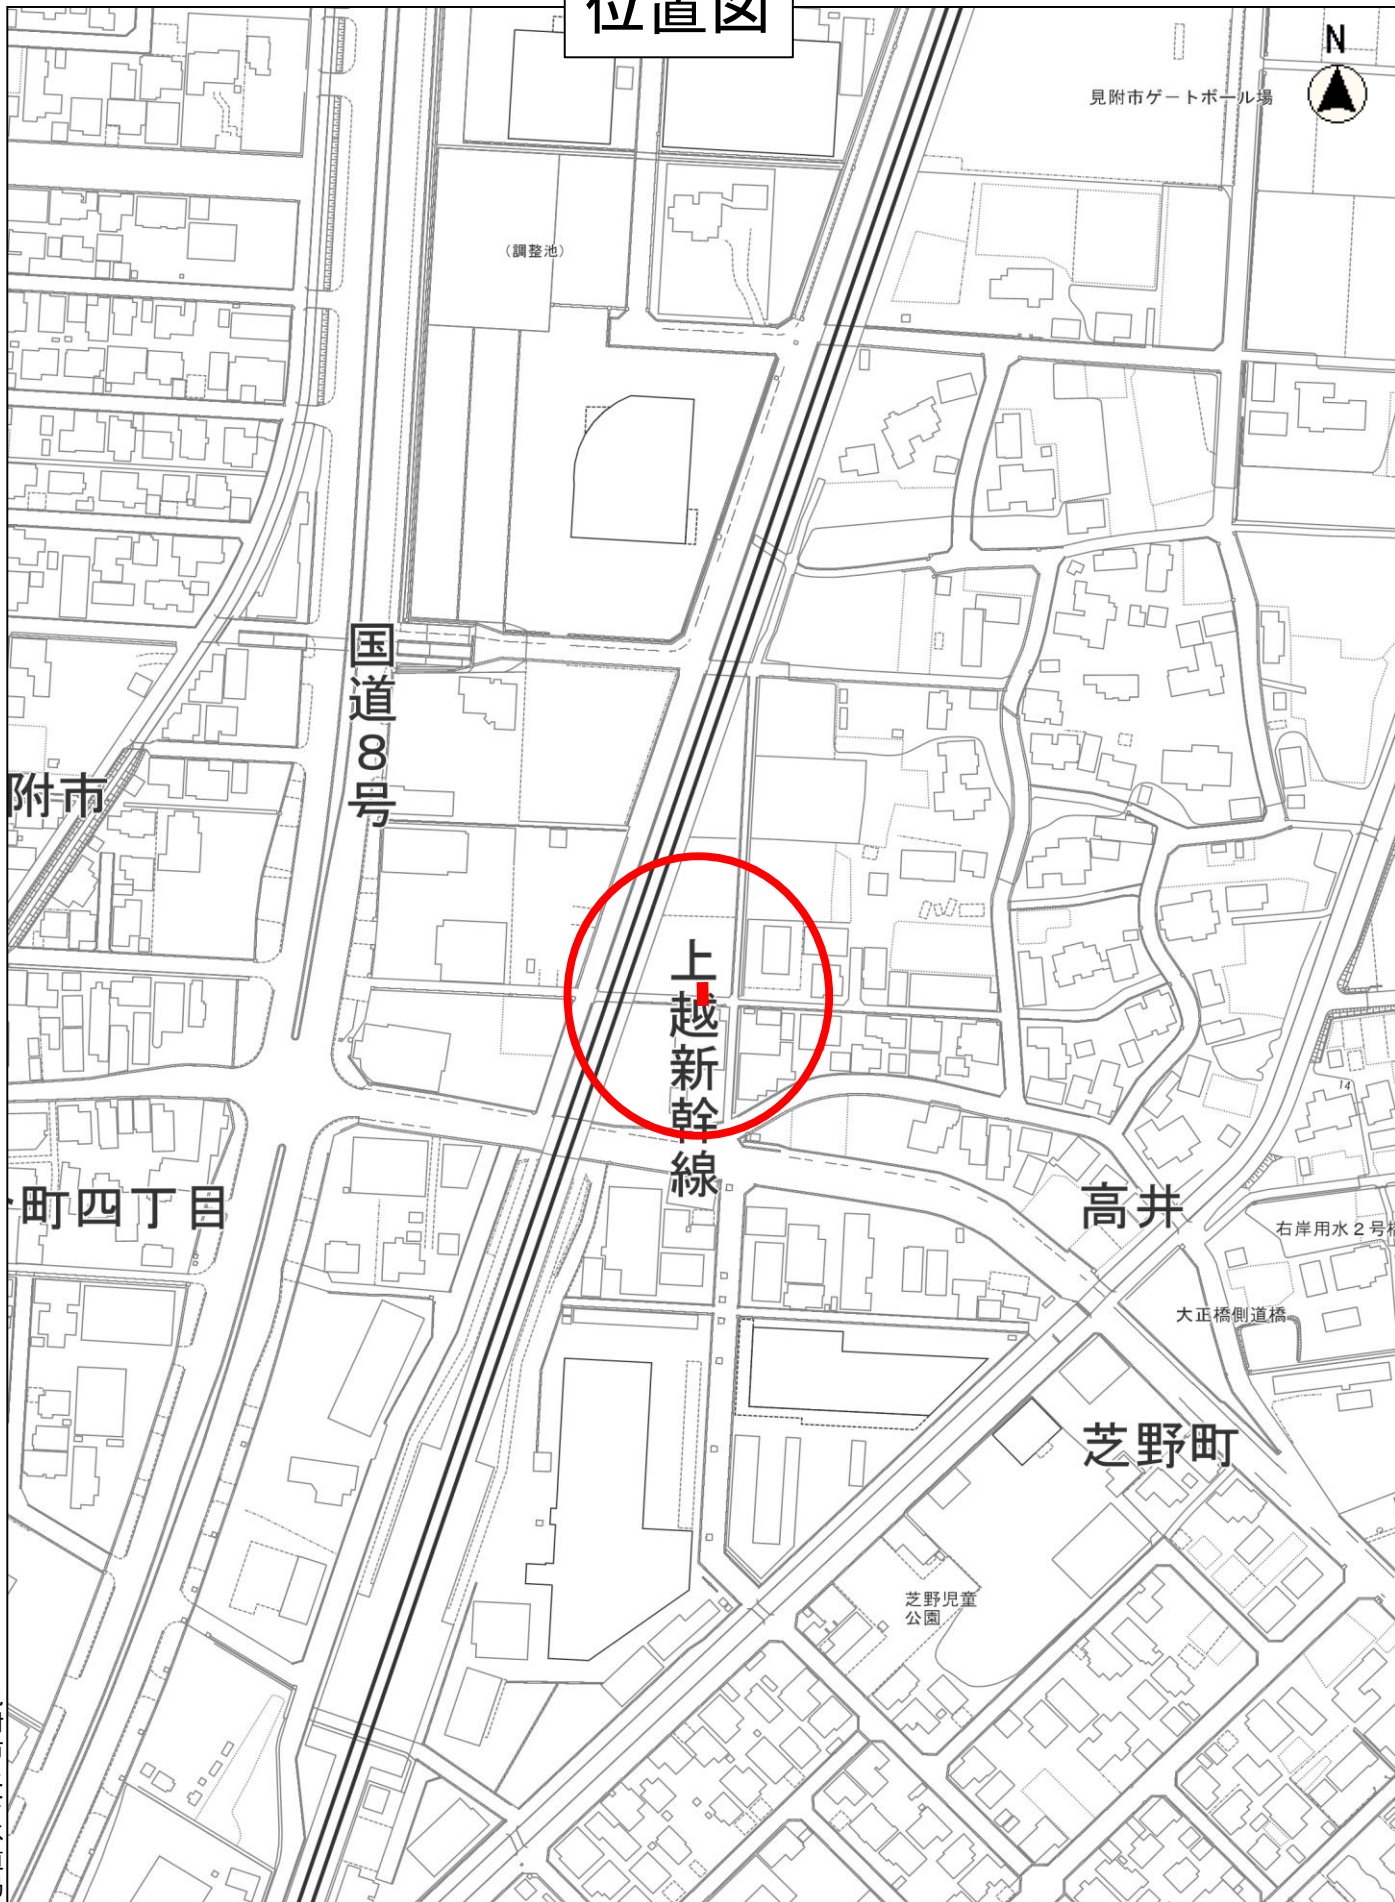 位置図
N
見附市ゲートボール場
(調整池)
国道8号
附市
上越新幹線
14
町四丁目
高井
右岸用水2号橋
大正橋側道橋
芝野町
芝野児童
公園